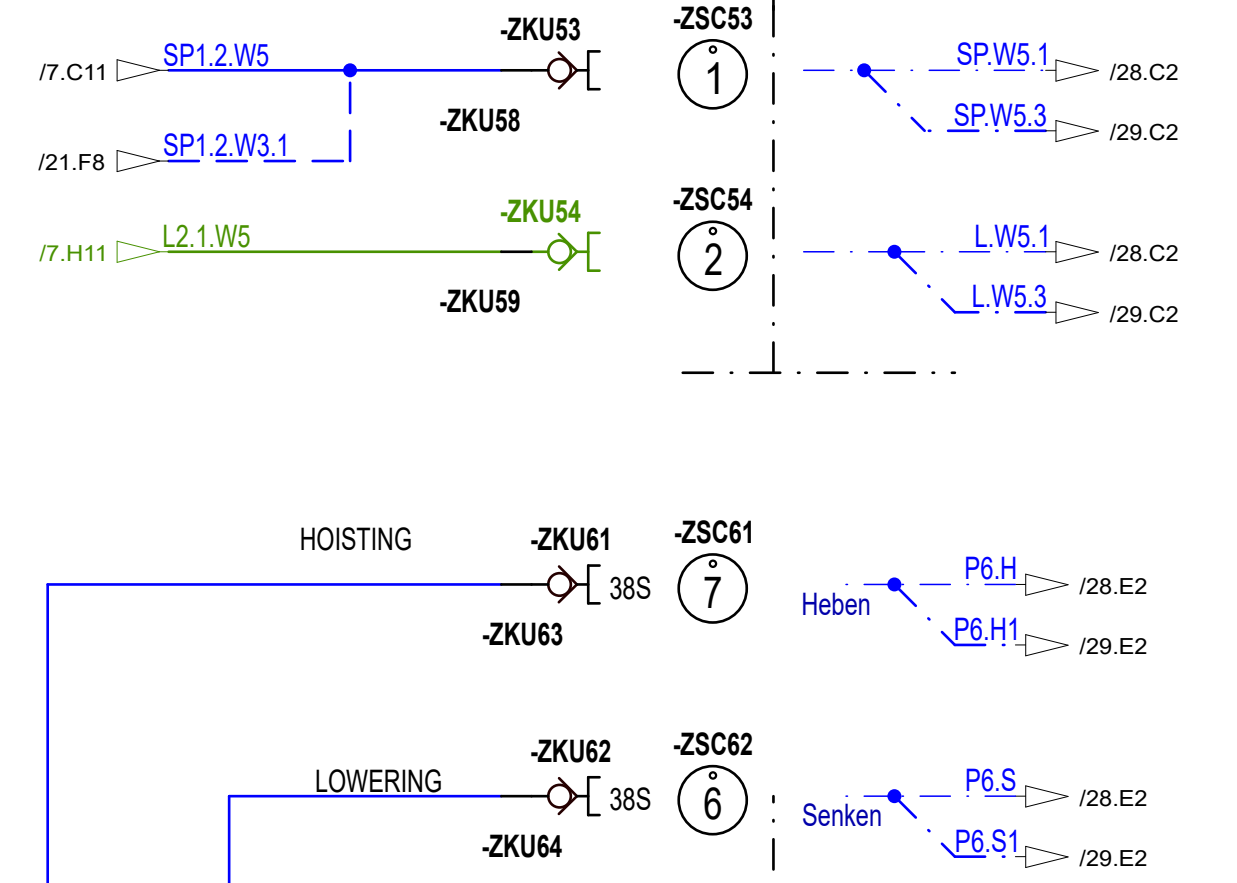 -ZKU53
-ZSC53
/7.C11
SP1.2.W5
1
SP.W5.1
/28.C2
-ZKU58
SP.W5.3
/29.C2
/21.F8
SP1.2.W3.1
-ZKU54
-ZSC54
/7.H11
L2.1.W5
2
L.W5.1
/28.C2
-ZKU59
L.W5.3
/29.C2
HOISTING
-ZKU61
-ZSC61
38S
7
Heben
P6.H
/28.E2
-ZKU63
P6.H1
/29.E2
LOWERING
-ZKU62
-ZSC62
38S
6
Senken
P6.S
/28.E2
-ZKU64
P6.S1
/29.E2